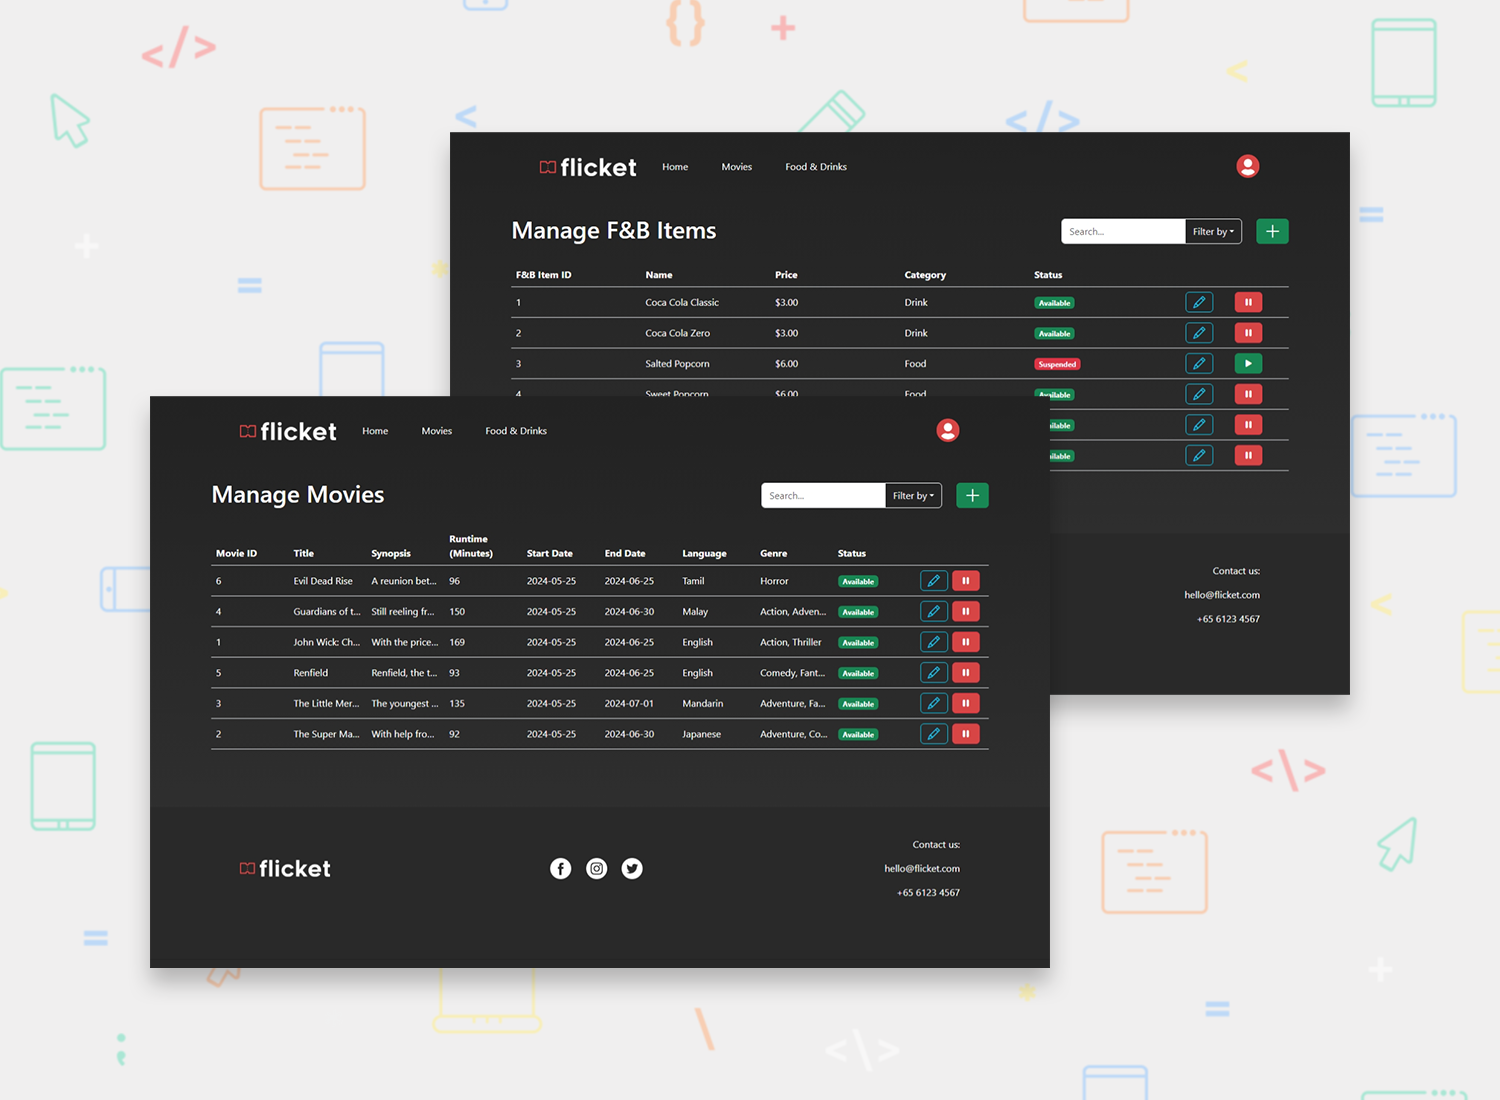 flicket Home Movies Food & Drinks
Manage F&B Items Search... Filter by
F&B Item ID Name Price Category Status
1 Coca Cola Classic $3.00 Drink Available
2 Coca Cola Zero $3.00 Drink Available
3 Salted Popcorn $6.00 Food Suspended
4 Sweet Popcorn $6.00 Food Available
ilable
ilable
Contact us:
hello@flicket.com
+65 6123 4567
flicket Home Movies Food & Drinks
Manage Movies Search... Filter by
Runtime
Movie ID Title Synopsis (Minutes) Start Date End Date Language Genre Status
6 Evil Dead Rise A reunion bet... 96 2024-05-25 2024-06-25 Tamil Horror Available
4 Guardians of t... Still reeling fr... 150 2024-05-25 2024-06-30 Malay Action, Adven... Available
1 John Wick: Ch... With the price... 169 2024-05-25 2024-06-25 English Action, Thriller Available
5 Renfield Renfield, the t... 93 2024-05-25 2024-06-25 English Comedy, Fant... Available
3 The Little Mer... The youngest ... 135 2024-05-25 2024-07-01 Mandarin Adventure, Fa... Available
2 The Super Ma... With help fro... 92 2024-05-25 2024-06-30 Japanese Adventure, Co... Available
Contact us:
flicket hello@flicket.com
+65 6123 4567